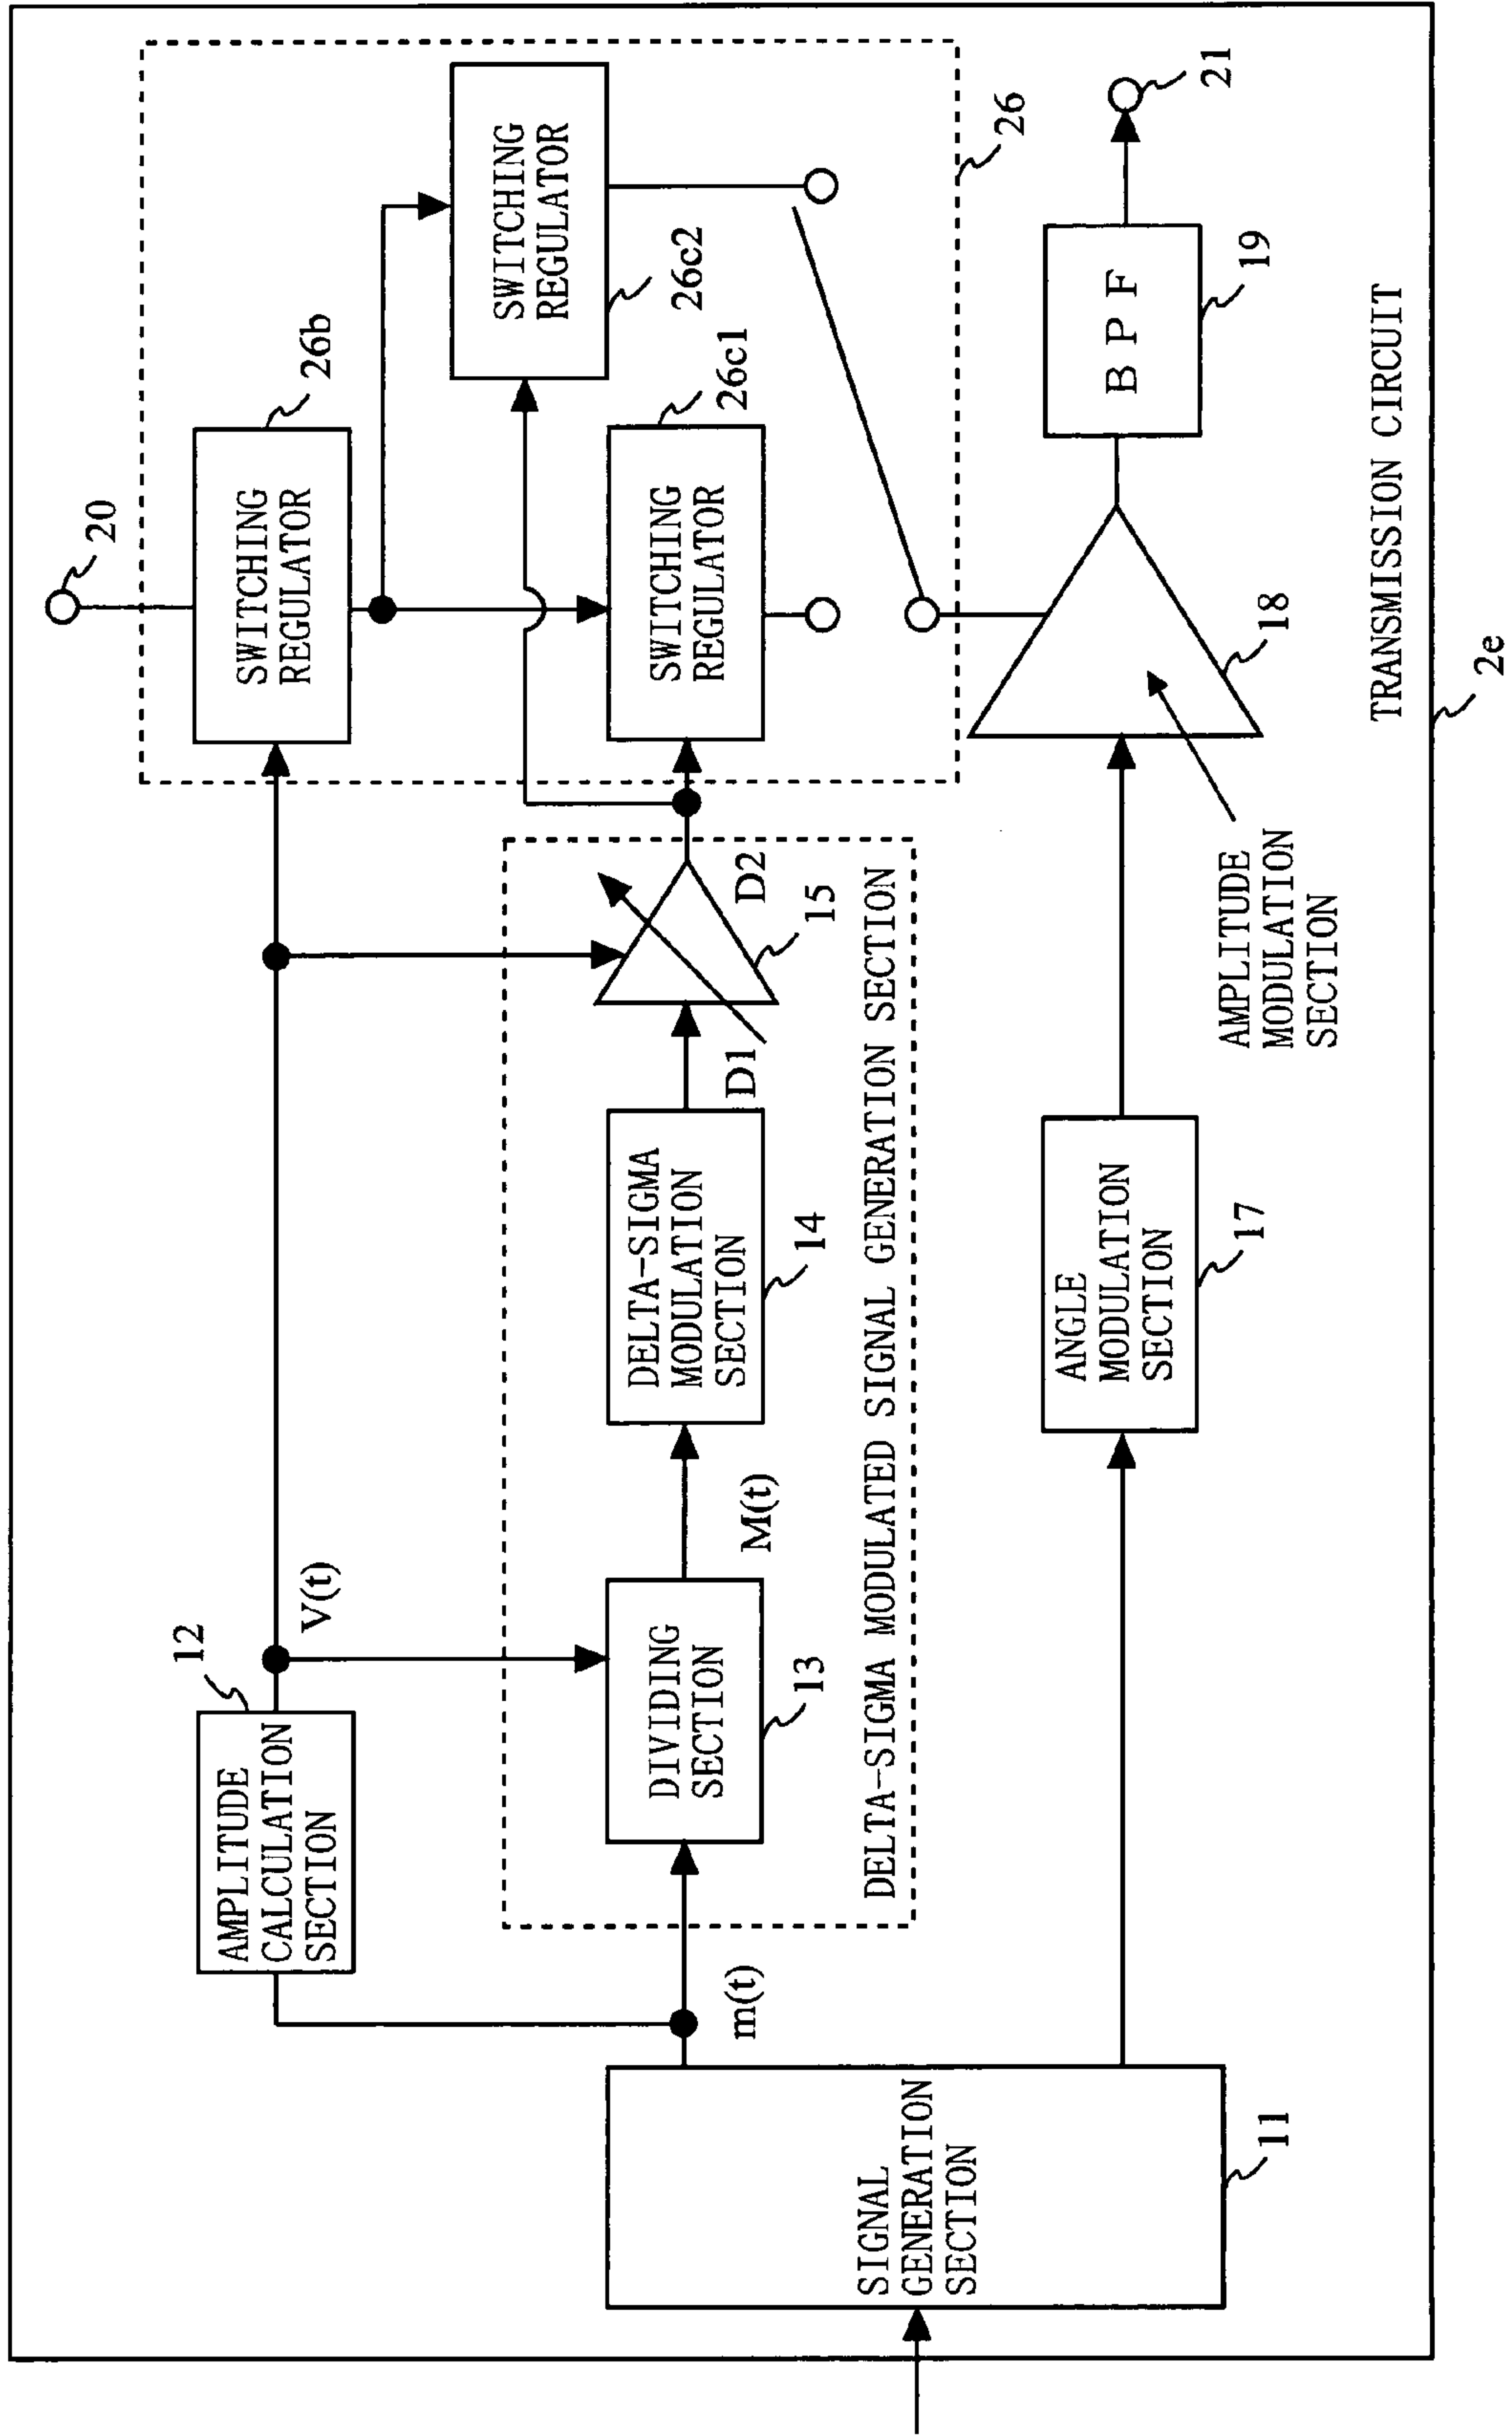 20
SWITCHING
REGULATOR
26b
SWITCHING
REGULATOR
26c2
SWITCHING
REGULATOR
26c1
26
12
AMPLITUDE
CALCULATION
SECTION
V(t)
m(t)
DIVIDING
SECTION
13
M(t)
DELTA-SIGMA
MODULATION
SECTION
14
D1
15
D2
DELTA-SIGMA MODULATED SIGNAL GENERATION SECTION
SIGNAL
GENERATION
SECTION
11
ANGLE
MODULATION
SECTION
17
AMPLITUDE
MODULATION
SECTION
18
B P F
19
21
TRANSMISSION CIRCUIT
2e